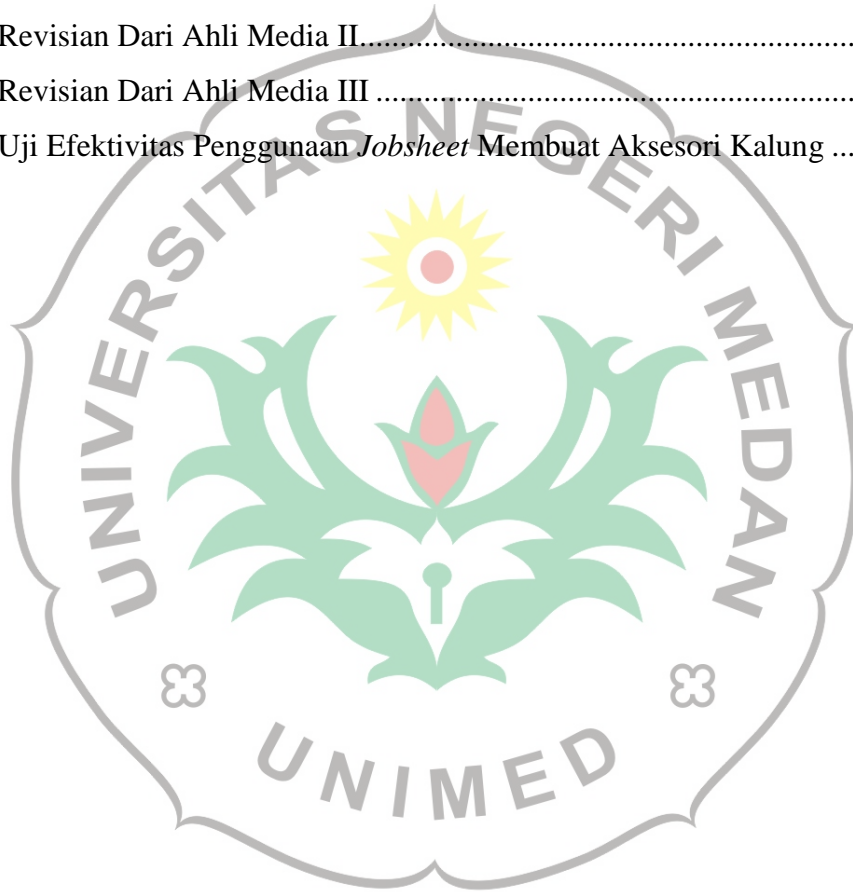 Revisian Dari Ahli Media II......................................................................
Revisian Dari Ahli Media III ....................................................................
Uji Efektivitas Penggunaan Jobsheet Membuat Aksesori Kalung ...
UNIVERSITAS NEGERI MEDAN
UNIMED